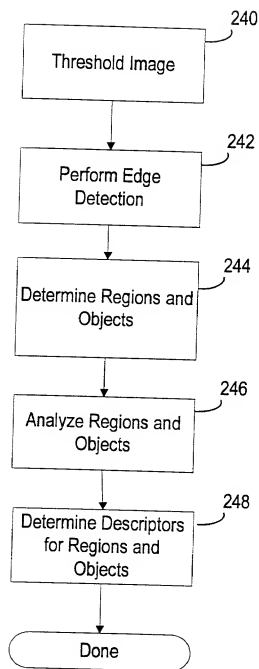 240
Threshold Image
242
Perform Edge
Detection
244
Determine Regions and
Objects
246
Analyze Regions and
Objects
248
Determine Descriptors
for Regions and
Objects
Done